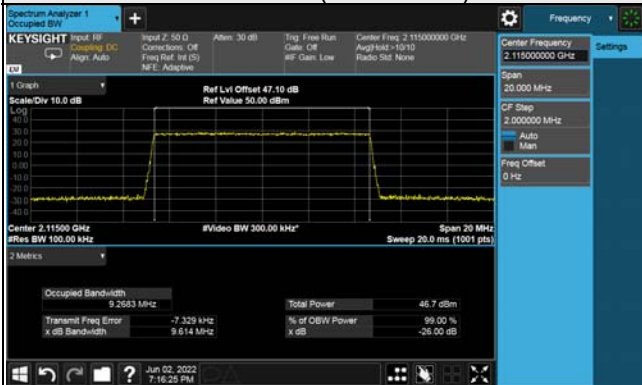 Spectrum Analyzer 1
Occupied BW
Frequency
KEYSIGHT
Input: RF
Coupling: DC
Align: Auto
Input Z: 50 Ω
Corrections: Off
Freq Ref: Int (S)
NFE: Adaptive
Atten: 30 dB
Trig: Free Run
Gate: Off
#IF Gain: Low
Center Freq: 2.115000000 GHz
Avg|Hold:>10/10
Radio Std: None
Center Frequency
2.115000000 GHz
Settings
Span
20.000 MHz
CF Step
2.000000 MHz
Auto
Man
Freq Offset
0 Hz
1 Graph
Scale/Div 10.0 dB
Ref Lvl Offset 47.10 dB
Ref Value 50.00 dBm
Log
40.0
30.0
20.0
10.0
0.00
-10.0
-20.0
-30.0
-40.0
Center 2.11500 GHz
#Res BW 100.00 kHz
#Video BW 300.00 kHz*
Span 20 MHz
Sweep 20.0 ms (1001 pts)
2 Metrics
Occupied Bandwidth
9.2683 MHz
Total Power 46.7 dBm
Transmit Freq Error -7.329 kHz
% of OBW Power 99.00 %
x dB Bandwidth 9.614 MHz
x dB -26.00 dB
Jun 02, 2022
7:16:25 PM